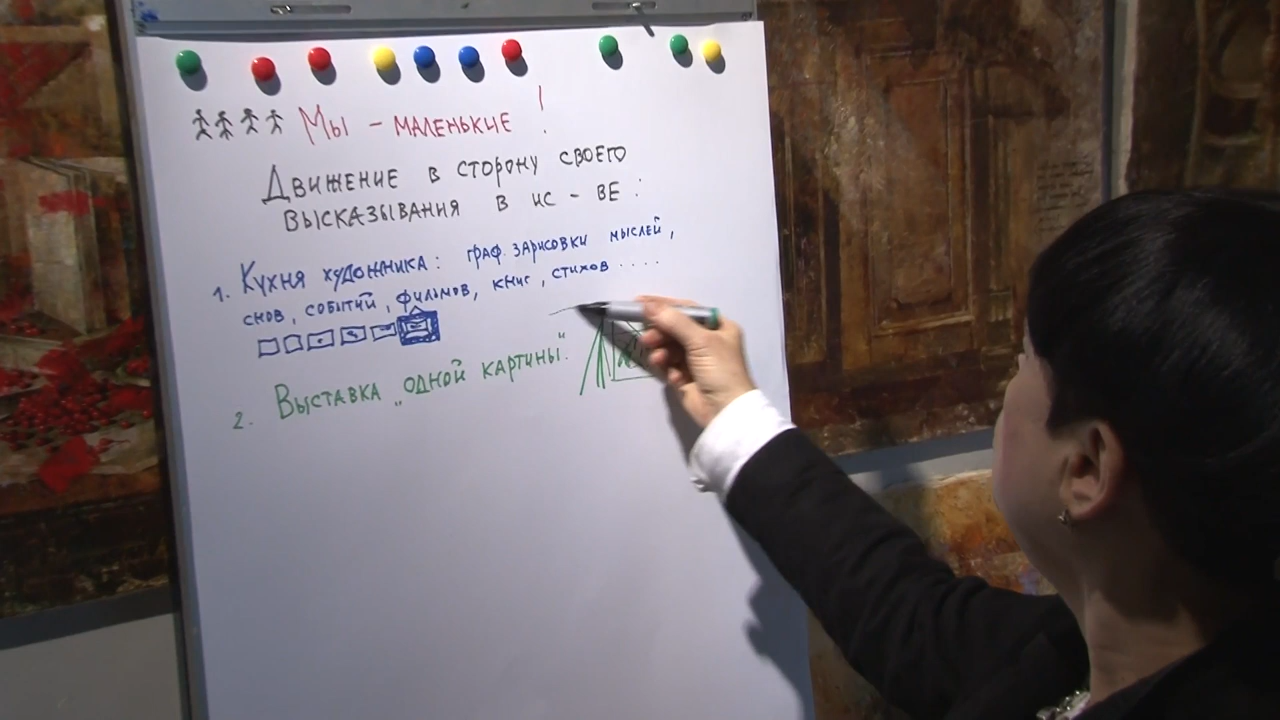 Мы - маленькие !
Движение в сторону своего
высказывания в ис - ве :
1. Кухня художника : граф. зарисовки мыслей ,
снов , событий , фильмов , книг , стихов . . . .
2. Выставка „одной картины".